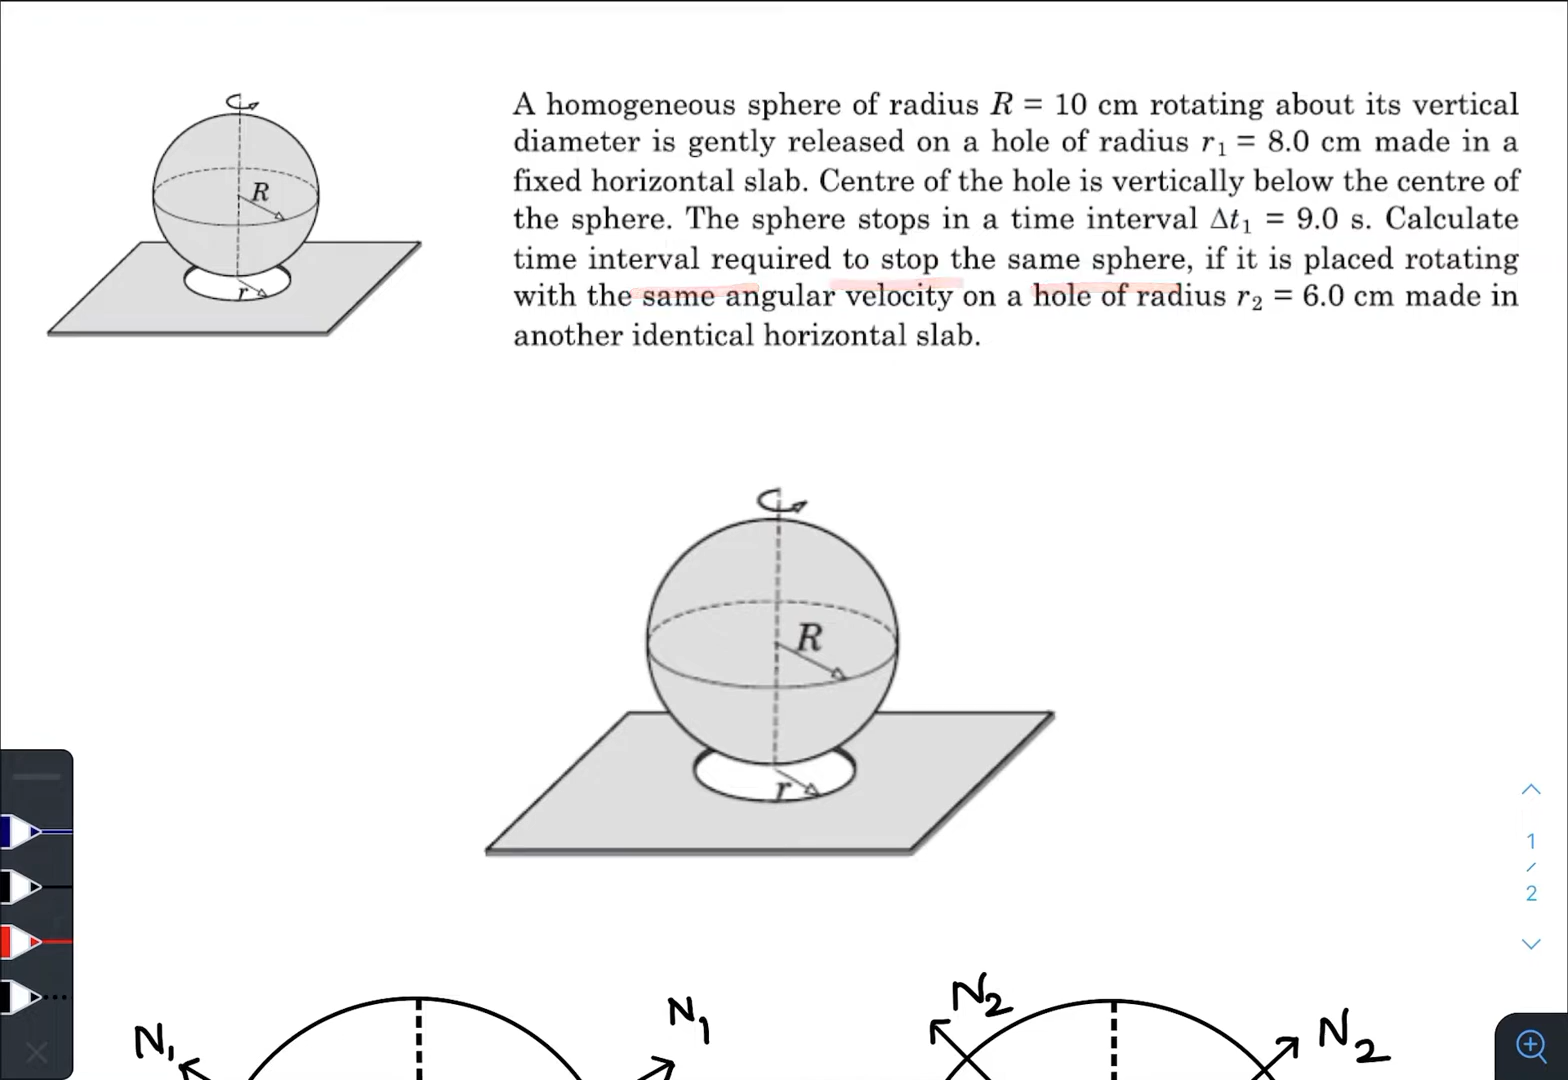 A homogeneous sphere of radius R = 10 cm rotating about its vertical
diameter is gently released on a hole of radius r₁ = 8.0 cm made in a
fixed horizontal slab. Centre of the hole is vertically below the centre of
the sphere. The sphere stops in a time interval Δt₁ = 9.0 s. Calculate
time interval required to stop the same sphere, if it is placed rotating
with the same angular velocity on a hole of radius r₂ = 6.0 cm made in
another identical horizontal slab.
R
r
R
r
1
/
2
N₁
N₁
N₂
N₂